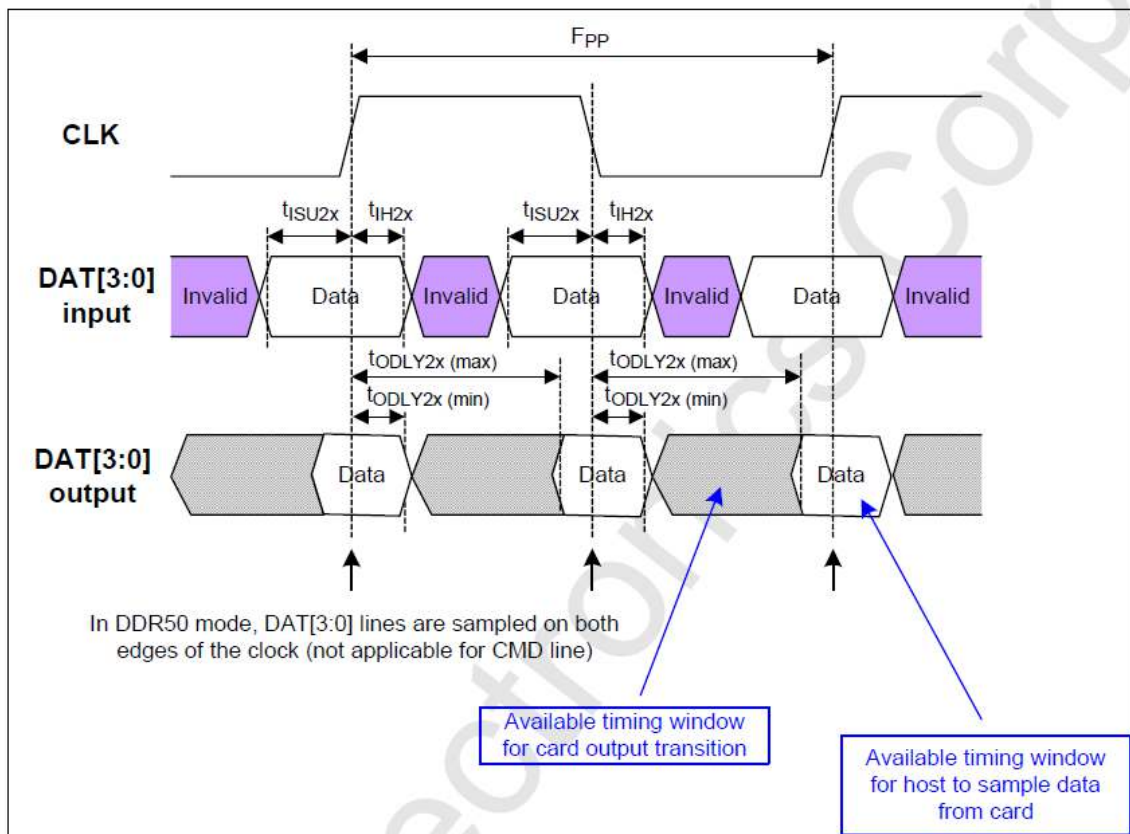 FPP
CLK
tISU2x
tIH2x
tISU2x
tIH2x
DAT[3:0]
input
Invalid
Data
Invalid
Data
Invalid
Data
Invalid
tODLY2x (max)
tODLY2x (max)
tODLY2x (min)
tODLY2x (min)
DAT[3:0]
output
Data
Data
Data
In DDR50 mode, DAT[3:0] lines are sampled on both
edges of the clock (not applicable for CMD line)
Available timing window
for card output transition
Available timing window
for host to sample data
from card
ectronics Corp